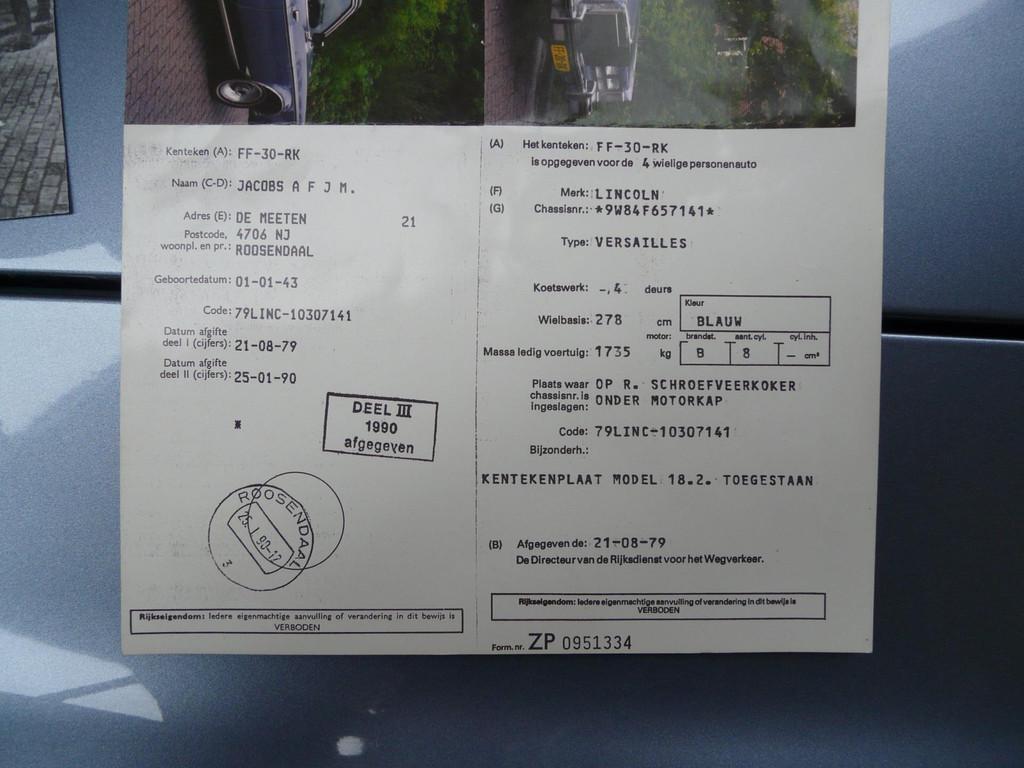 Kenteken (A): FF-30-RK
Naam (C-D): JACOBS A F J M.
Adres (E): DE MEETEN 21
Postcode, 4706 NJ
woonpl. en pr.: ROOSENDAAL
Geboortedatum: 01-01-43
Code: 79LINC-10307141
Datum afgifte
deel I (cijfers): 21-08-79
Datum afgifte
deel II (cijfers): 25-01-90
*
DEEL III
1990
afgegeven
ROOSENDAAL
25. I .90-12
3
Rijkseigendom: Iedere eigenmachtige aanvulling of verandering in dit bewijs is
VERBODEN
(A) Het kenteken: FF-30-RK
is opgegeven voor de 4 wielige personenauto
(F) Merk: LINCOLN
(G) Chassisnr.: *9W84F657141*
Type: VERSAILLES
Koetswerk: -,4 deurs
Kleur
BLAUW
Wielbasis: 278 cm
motor: brandst. aant. cyl. cyl. inh.
Massa ledig voertuig: 1735 kg B 8 - cm³
Plaats waar OP R. SCHROEFVEERKOKER
chassisnr. is ONDER MOTORKAP
ingeslagen:
Code: 79LINC-10307141
Bijzonderh.:
KENTEKENPLAAT MODEL 18.2. TOEGESTAAN
(B) Afgegeven de: 21-08-79
De Directeur van de Rijksdienst voor het Wegverkeer.
Rijkseigendom: Iedere eigenmachtige aanvulling of verandering in dit bewijs is
VERBODEN
Form. nr. ZP 0951334